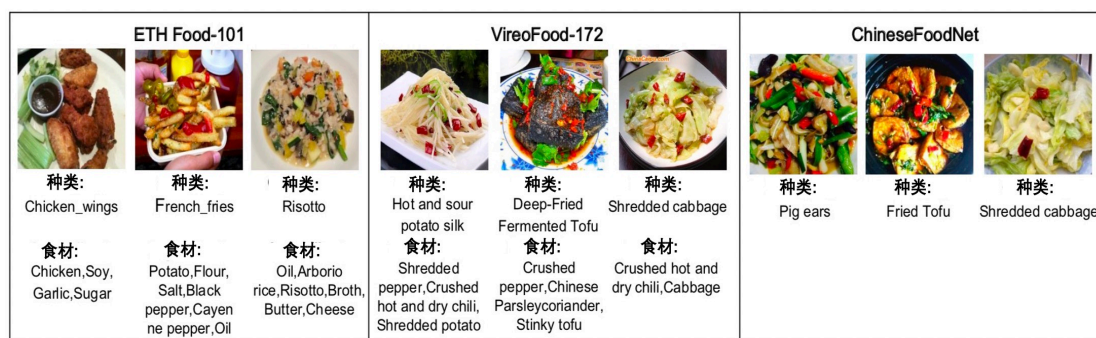 ETH Food-101
种类:
Chicken_wings
食材:
Chicken,Soy,
Garlic,Sugar
种类:
French_fries
食材:
Potato,Flour,
Salt,Black
pepper,Cayen
ne pepper,Oil
种类:
Risotto
食材:
Oil,Arborio
rice,Risotto,Broth,
Butter,Cheese
VireoFood-172
种类:
Hot and sour
potato silk
食材:
Shredded
pepper,Crushed
hot and dry chili,
Shredded potato
种类:
Deep-Fried
Fermented Tofu
食材:
Crushed
pepper,Chinese
Parsleycoriander,
Stinky tofu
种类:
Shredded cabbage
食材:
Crushed hot and
dry chili,Cabbage
ChineseFoodNet
种类:
Pig ears
种类:
Fried Tofu
种类:
Shredded cabbage